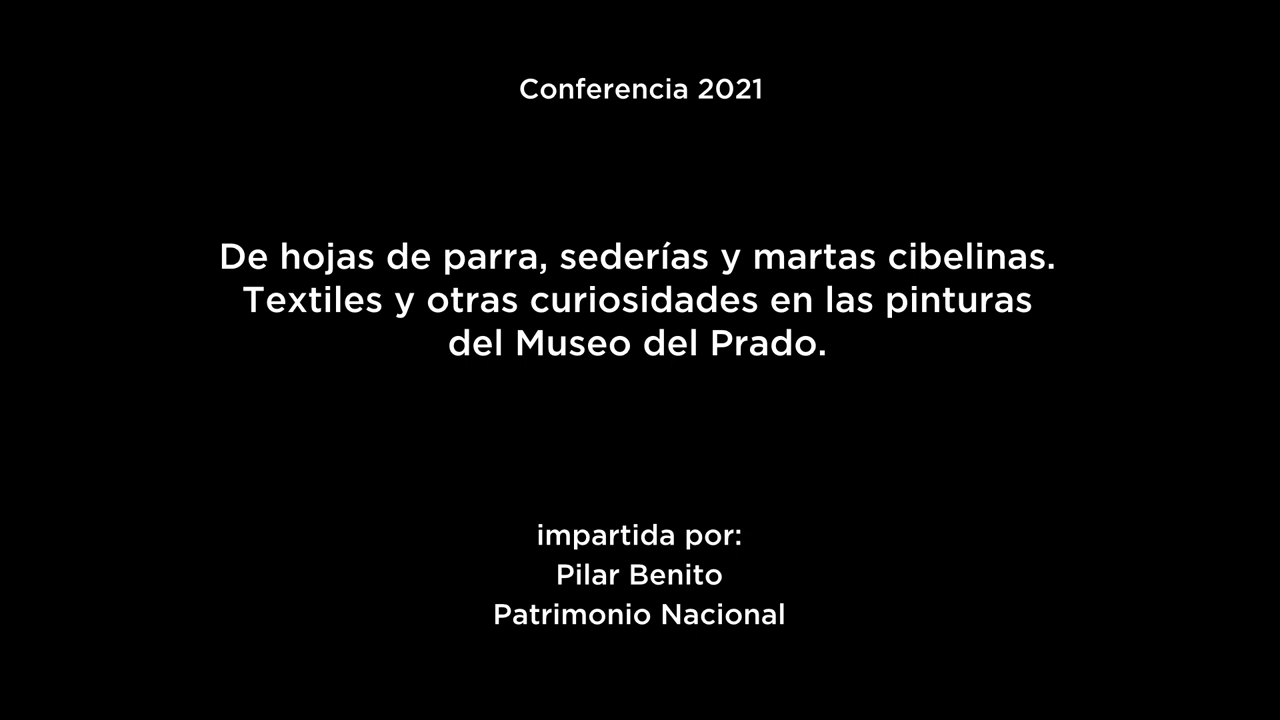 Conferencia 2021
De hojas de parra, sederías y martas cibelinas.
Textiles y otras curiosidades en las pinturas
del Museo del Prado.
impartida por:
Pilar Benito
Patrimonio Nacional